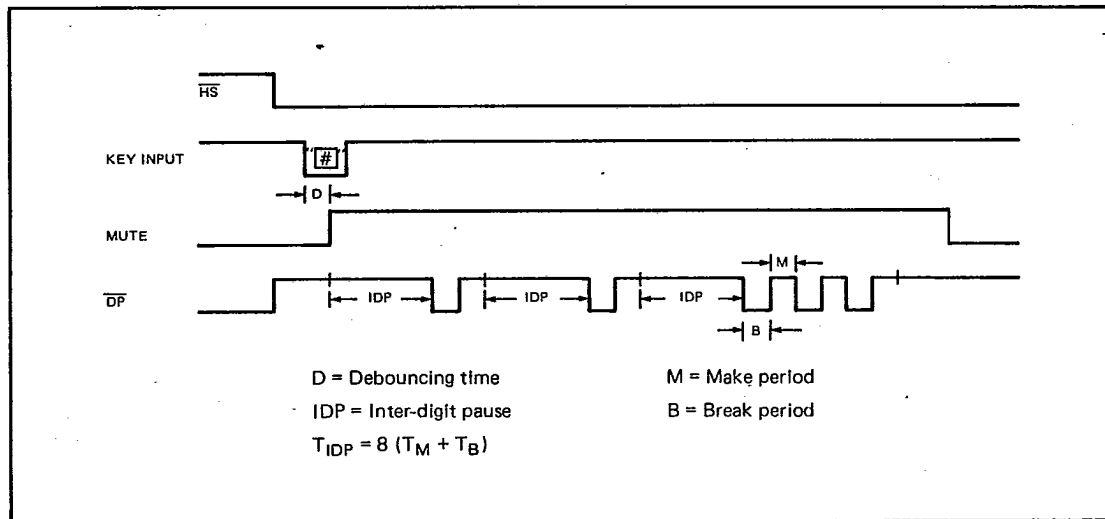 HS
KEY INPUT
"#"
D
MUTE
M
DP
IDP
IDP
IDP
B
D = Debouncing time
M = Make period
IDP = Inter-digit pause
B = Break period
TIDP = 8 (TM + TB)